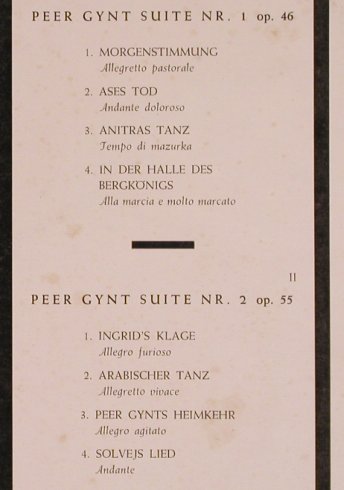 PEER GYNT SUITE NR. 1 op. 46
1. MORGENSTIMMUNG
Allegretto pastorale
2. ASES TOD
Andante doloroso
3. ANITRAS TANZ
Tempo di mazurka
4. IN DER HALLE DES
BERGKÖNIGS
Alla marcia e molto marcato
II
PEER GYNT SUITE NR. 2 op. 55
1. INGRID'S KLAGE
Allegro furioso
2. ARABISCHER TANZ
Allegretto vivace
3. PEER GYNTS HEIMKEHR
Allegro agitato
4. SOLVEJS LIED
Andante